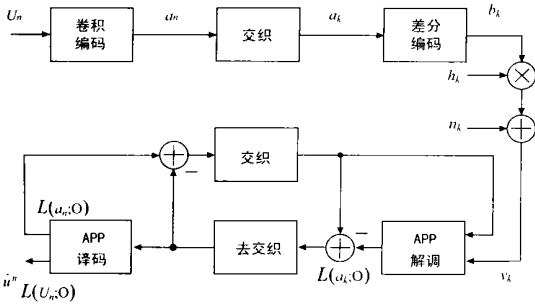 U_n
卷积
编码
a_n
交织
a_k
差分
编码
b_k
h_k
×
n_k
+
+
−
交织
L(a_n;O)
APP
译码
去交织
−
+
L(a_k;O)
APP
解调
v_k
û^n
L(U_n;O)